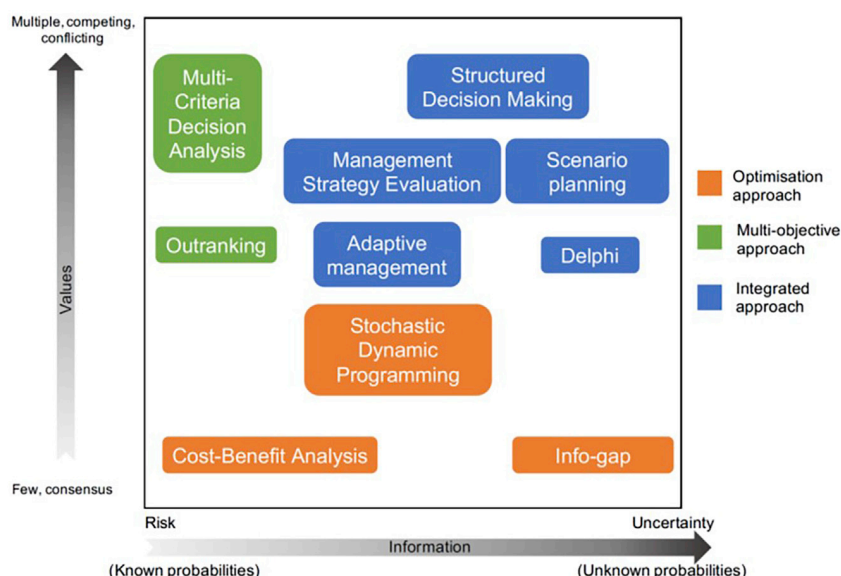 Multiple, competing,
conflicting
Multi-
Criteria
Decision
Analysis
Structured
Decision Making
Management
Strategy Evaluation
Scenario
planning
Outranking
Adaptive
management
Delphi
Stochastic
Dynamic
Programming
Cost-Benefit Analysis
Info-gap
Values
Few, consensus
Optimisation
approach
Multi-objective
approach
Integrated
approach
Risk
Uncertainty
Information
(Known probabilities)
(Unknown probabilities)